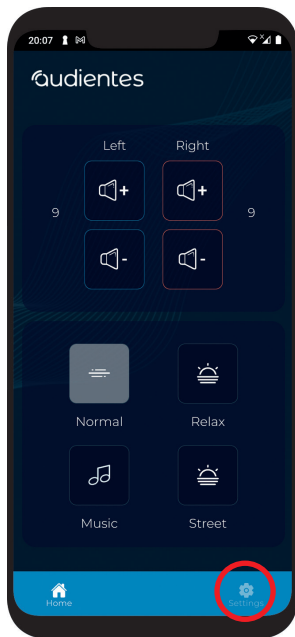 20:07
audientes
Left Right
+ +
9 9
- -
Normal Relax
Music Street
Home Settings